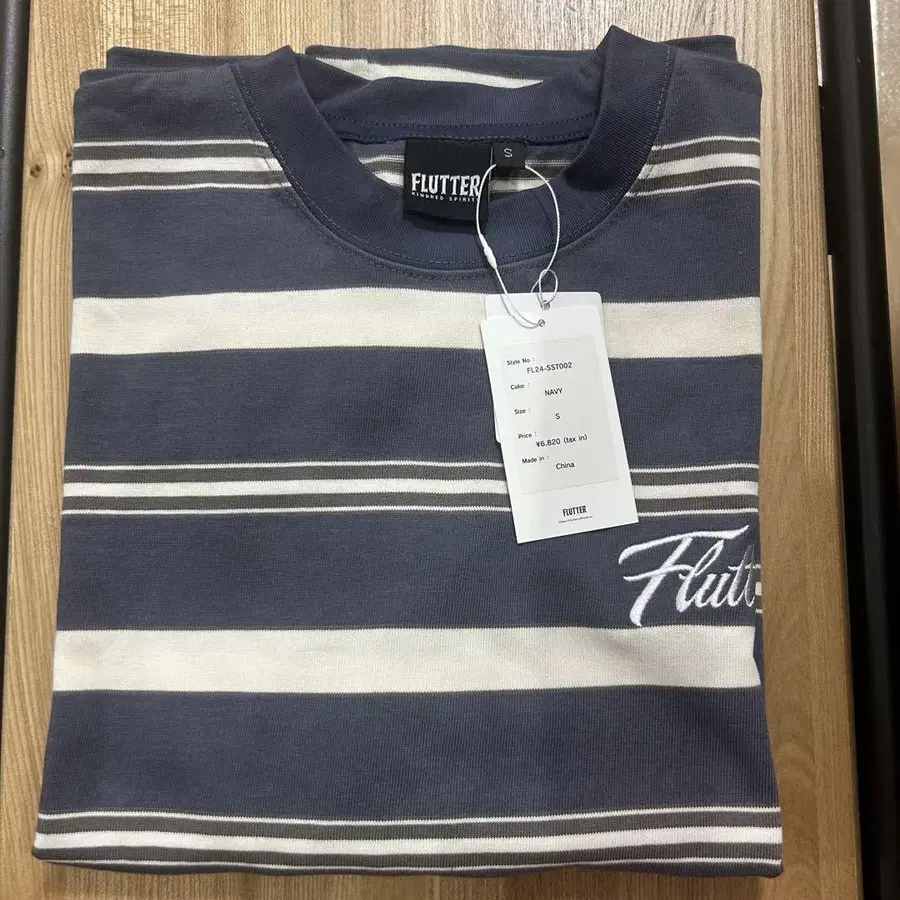 S
FLUTTER
KINDRED SPIRIT
Style No :
FL24-SST002
Color :
NAVY
Size :
S
Price :
¥6,820 (tax in)
Made in :
China
FLUTTER
Flutt